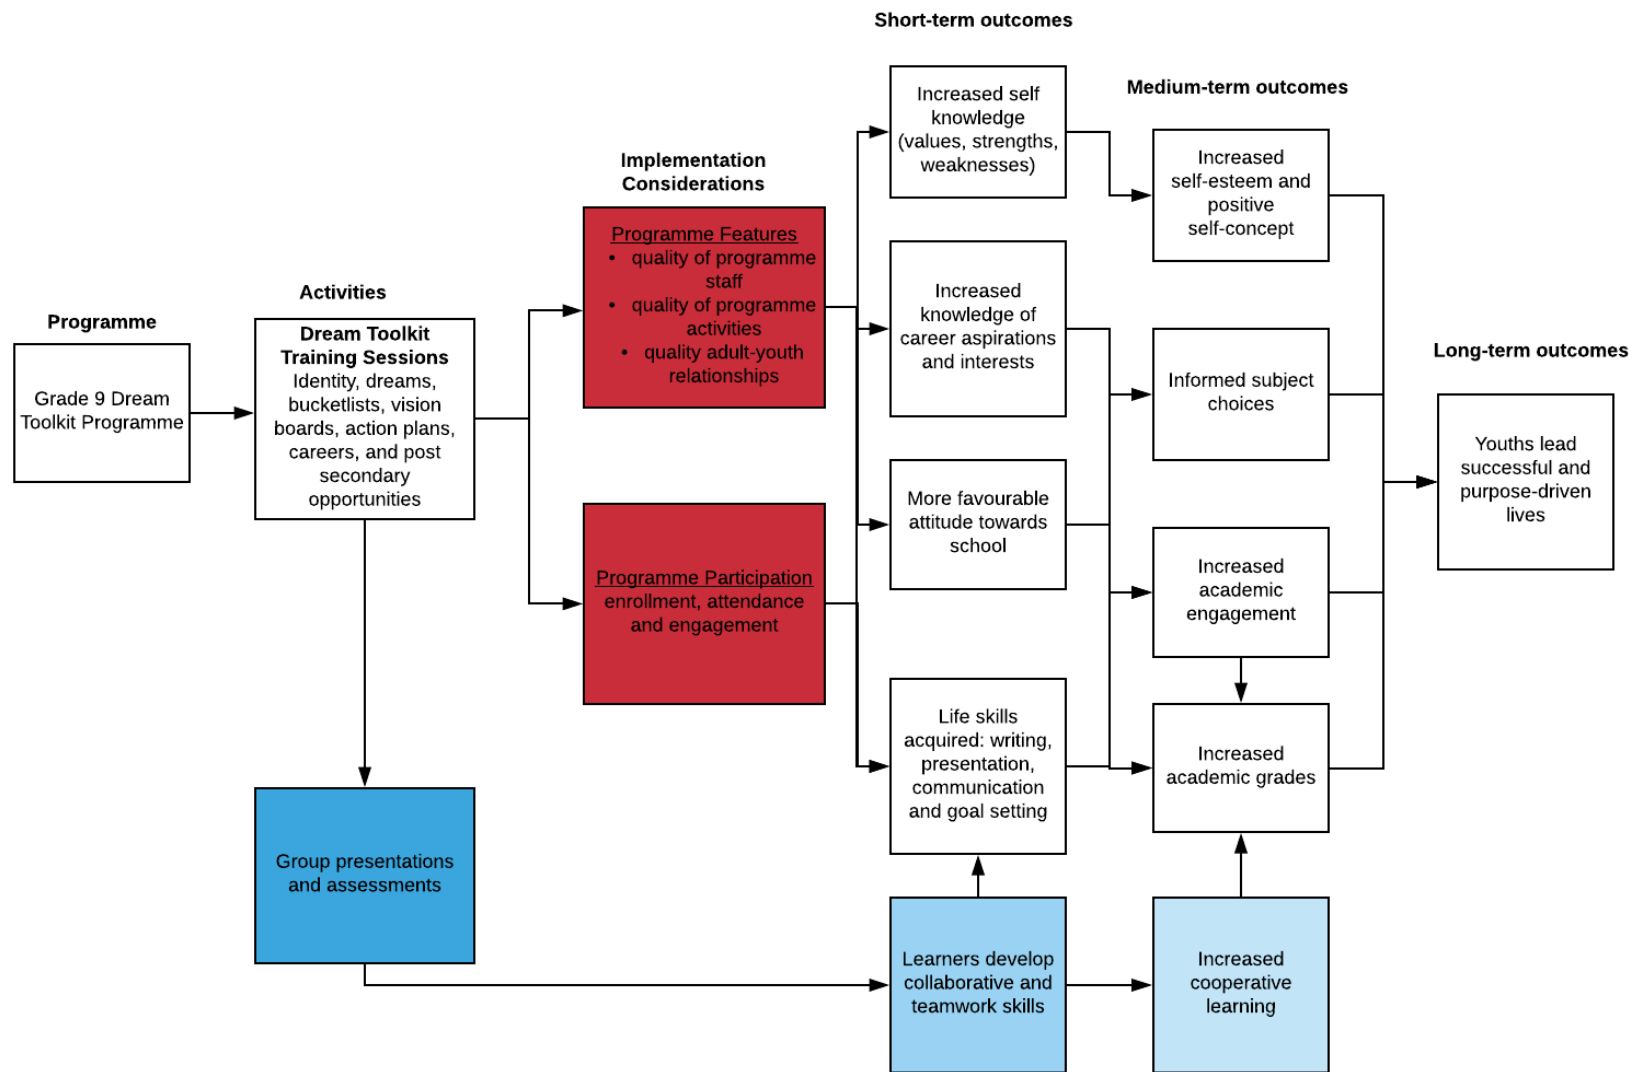 Programme
Grade 9 Dream
Toolkit Programme
Activities
Dream Toolkit
Training Sessions
Identity, dreams,
bucketlists, vision
boards, action plans,
careers, and post
secondary
opportunities
Group presentations
and assessments
Implementation
Considerations
Programme Features
• quality of programme
staff
• quality of programme
activities
• quality adult-youth
relationships
Programme Participation
enrollment, attendance
and engagement
Short-term outcomes
Increased self
knowledge
(values, strengths,
weaknesses)
Increased
knowledge of
career aspirations
and interests
More favourable
attitude towards
school
Life skills
acquired: writing,
presentation,
communication
and goal setting
Learners develop
collaborative and
teamwork skills
Medium-term outcomes
Increased
self-esteem and
positive
self-concept
Informed subject
choices
Increased
academic
engagement
Increased
academic grades
Increased
cooperative
learning
Long-term outcomes
Youths lead
successful and
purpose-driven
lives